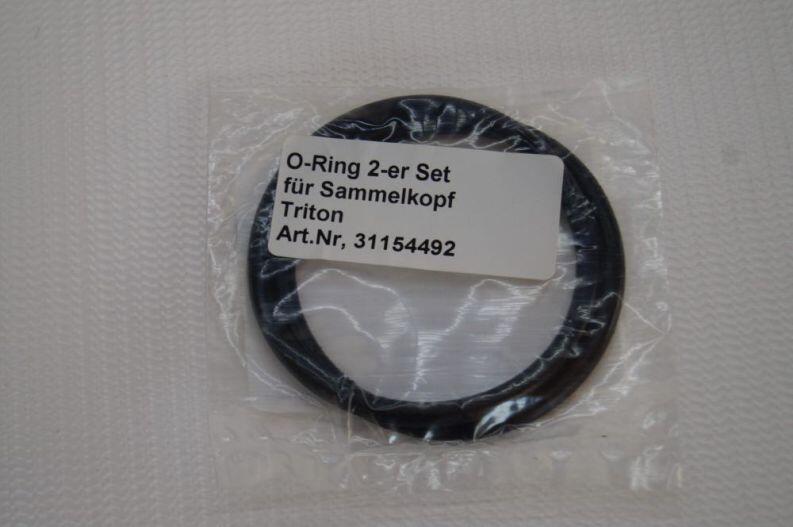 O-Ring 2-er Set
für Sammelkopf
Triton
Art.Nr, 31154492